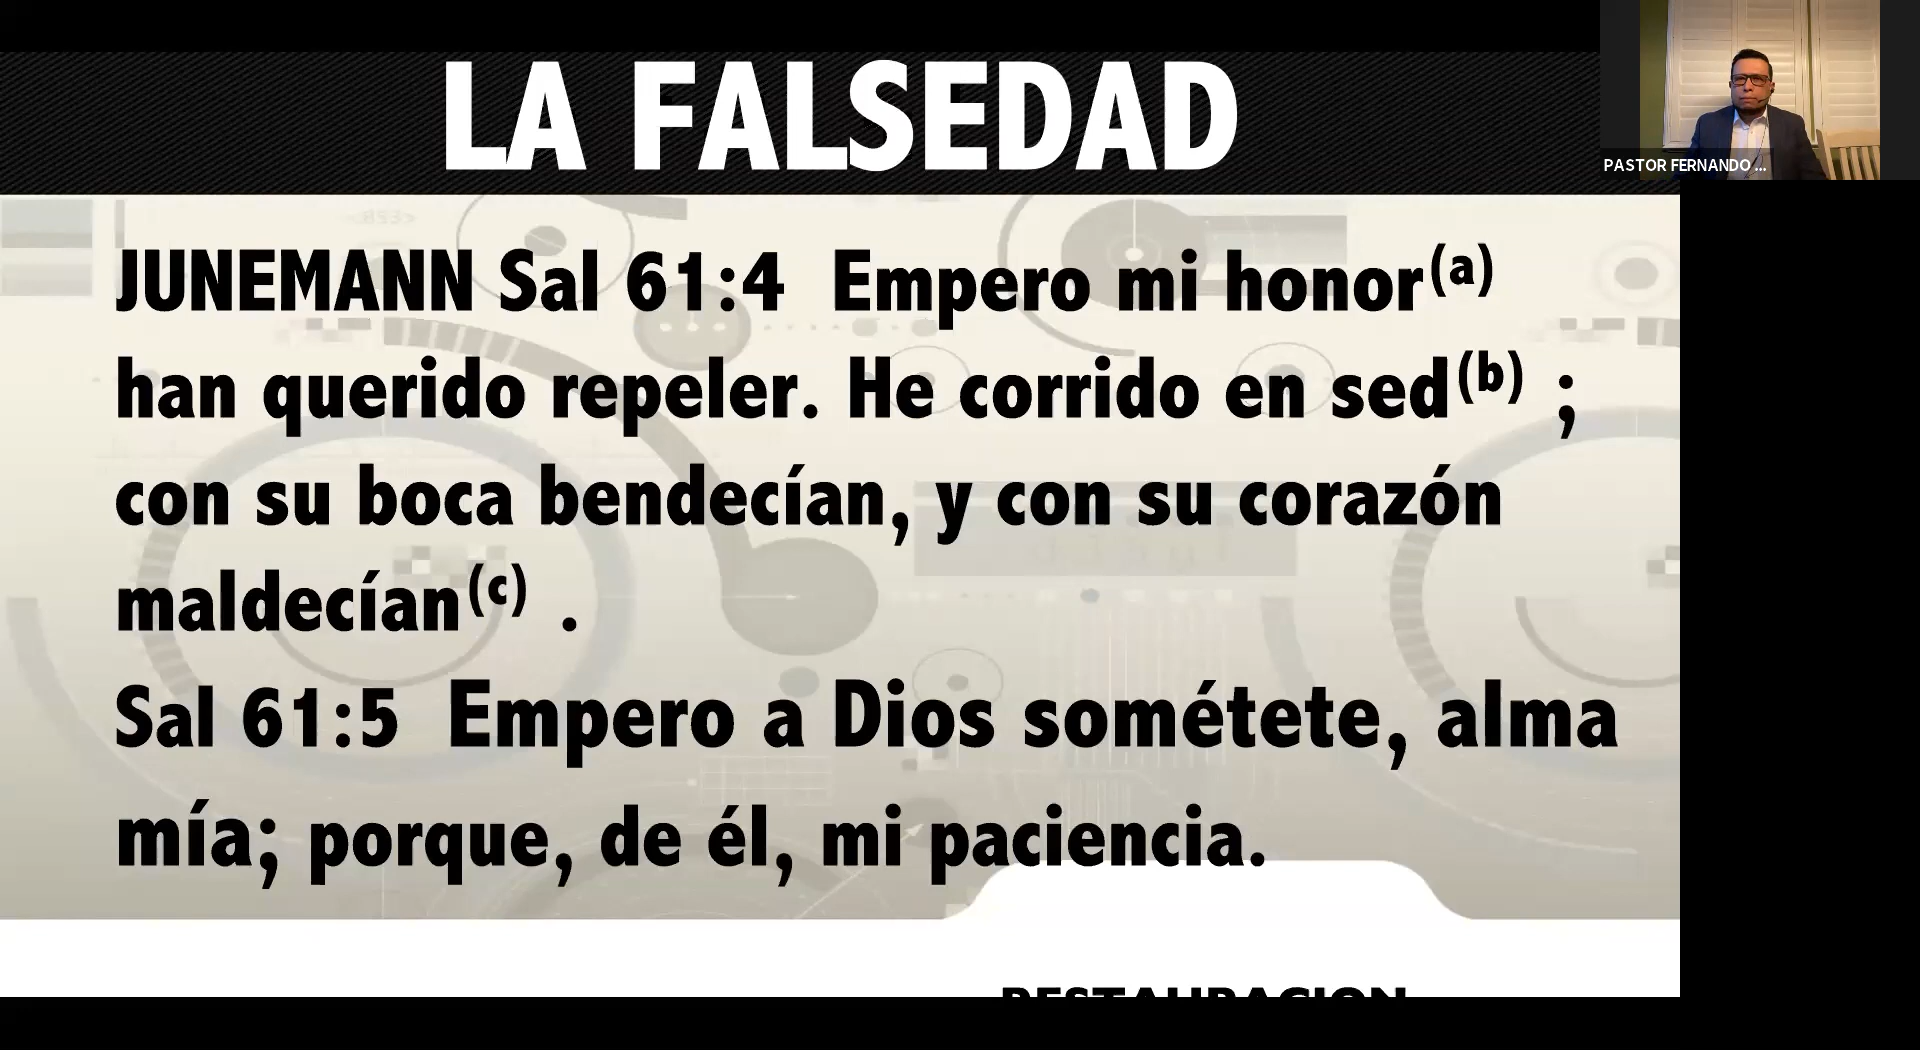 LA FALSEDAD
PASTOR FERNANDO ...
JUNEMANN Sal 61:4 Empero mi honor(a)
han querido repeler. He corrido en sed(b) ;
con su boca bendecían, y con su corazón
maldecían(c) .
Sal 61:5 Empero a Dios sométete, alma
mía; porque, de él, mi paciencia.
RESTAURACION